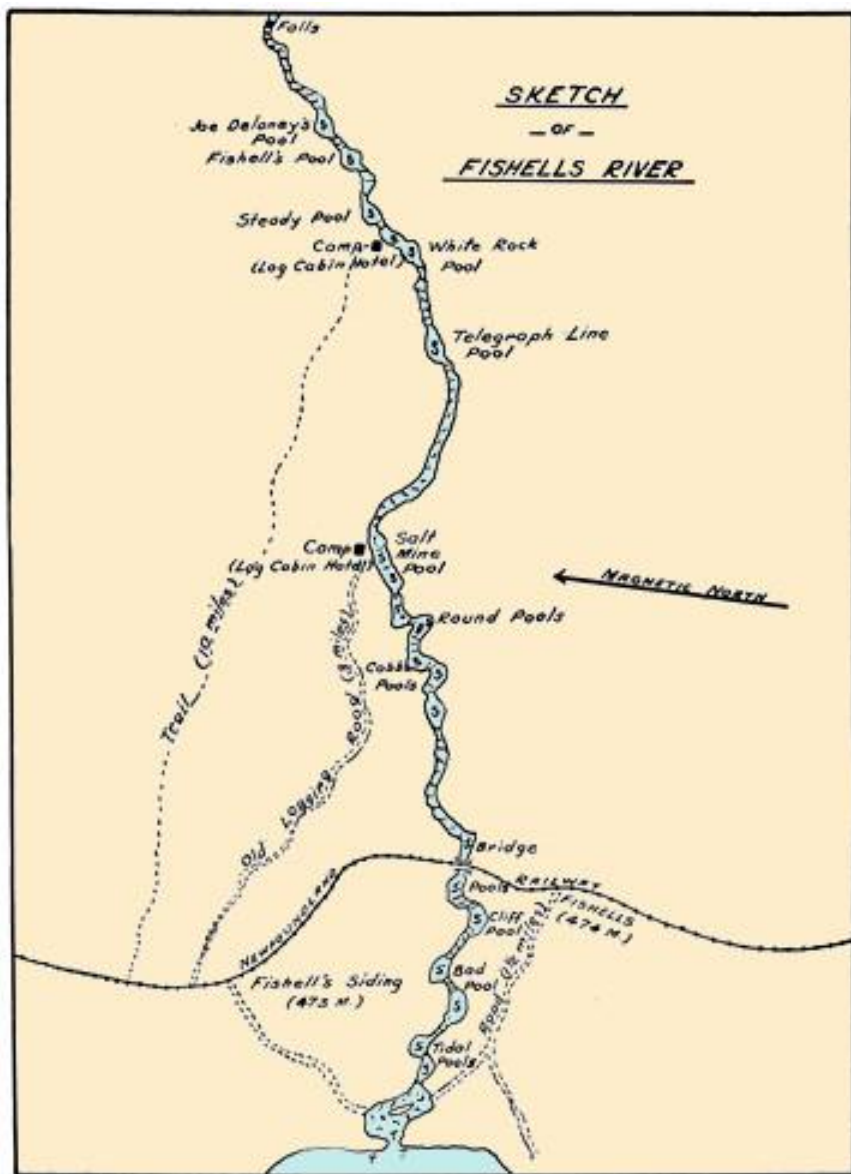 Falls
SKETCH
— OF —
FISHELLS RIVER
Joe Delaney's
Pool
Fishell's Pool
Steady Pool
Camp
(Log Cabin Hotel)
White Rock
Pool
Telegraph Line
Pool
Camp
(Log Cabin Hotel)
Salt
Mine
Pool
MAGNETIC NORTH
Round Pools
Trail (10 miles)
Old Logging Road (3 miles)
Pools
Bridge
NEWFOUNDLAND
RAILWAY
Pools
FISHELLS
(474 M.)
Cliff
Pool
Fishell's Siding
(473 M.)
Bad
Pool
Road
Tidal
Pools